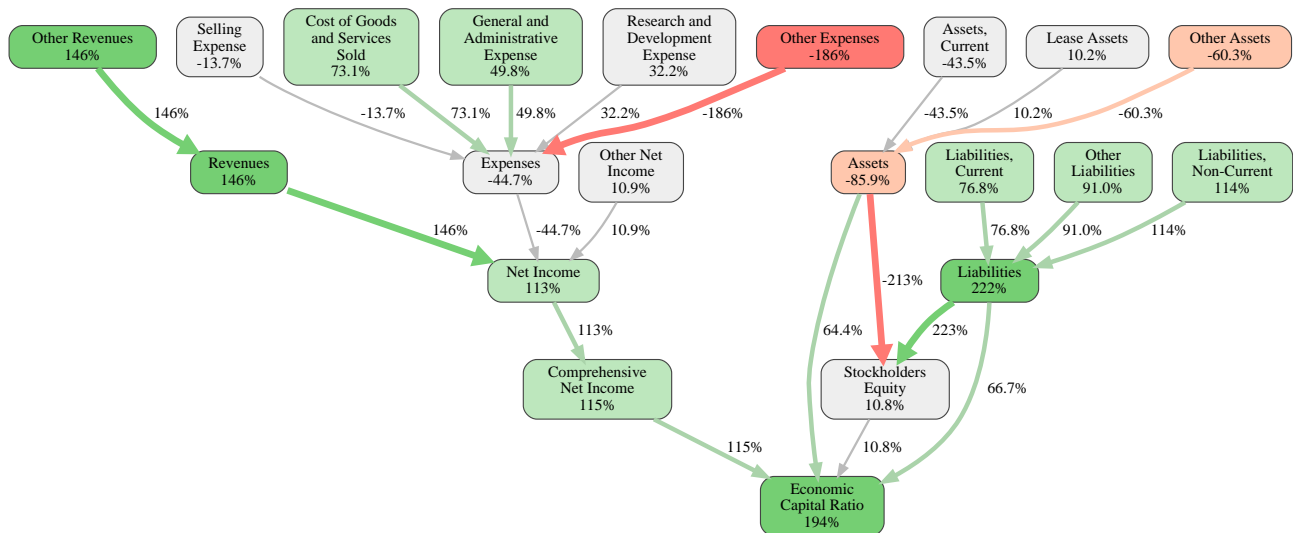 Other Revenues
146%
Selling
Expense
-13.7%
Cost of Goods
and Services
Sold
73.1%
General and
Administrative
Expense
49.8%
Research and
Development
Expense
32.2%
Other Expenses
-186%
Assets,
Current
-43.5%
Lease Assets
10.2%
Other Assets
-60.3%
146%
-13.7%
73.1%
49.8%
32.2%
-186%
-43.5%
10.2%
-60.3%
Revenues
146%
Expenses
-44.7%
Other Net
Income
10.9%
Assets
-85.9%
Liabilities,
Current
76.8%
Other
Liabilities
91.0%
Liabilities,
Non-Current
114%
146%
-44.7%
10.9%
76.8%
91.0%
114%
Net Income
113%
-213%
Liabilities
222%
113%
64.4%
223%
Comprehensive
Net Income
115%
Stockholders
Equity
10.8%
66.7%
115%
10.8%
Economic
Capital Ratio
194%